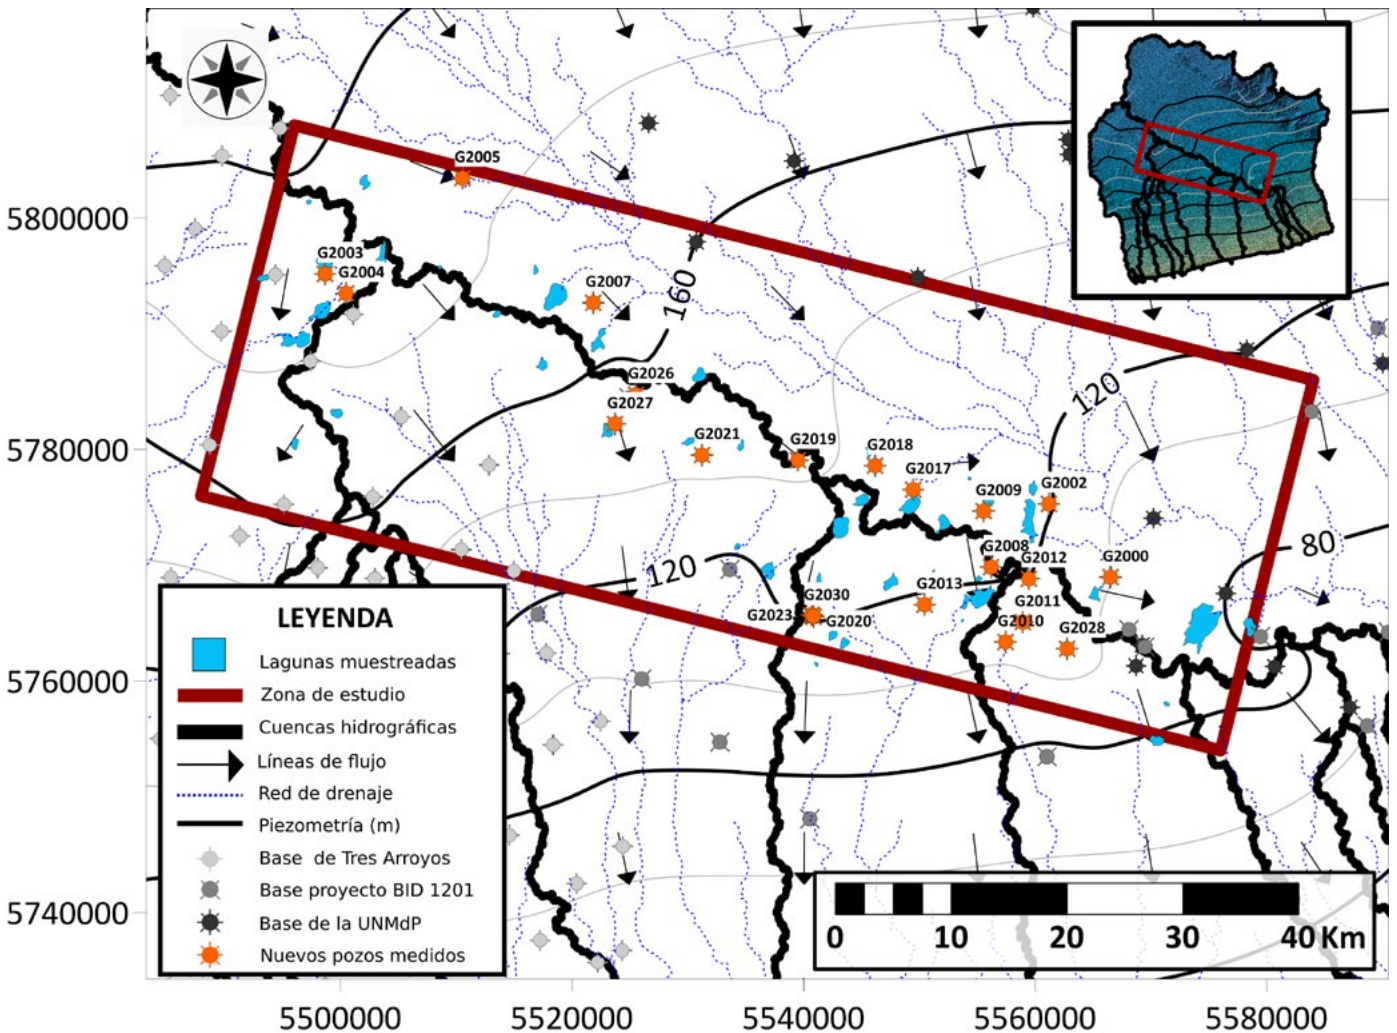 G2005
5800000
G2003
G2004
G2007
160
G2026
G2027
120
5780000
G2021
G2019
G2018
G2017
G2009
G2002
G2008
G2012
G2000
80
120
G2013
G2030
G2023
G2020
G2011
G2010
G2028
5760000
5740000
LEYENDA
Lagunas muestreadas
Zona de estudio
Cuencas hidrográficas
Líneas de flujo
Red de drenaje
Piezometría (m)
Base de Tres Arroyos
Base proyecto BID 1201
Base de la UNMdP
Nuevos pozos medidos
0 10 20 30 40 Km
5500000 5520000 5540000 5560000 5580000